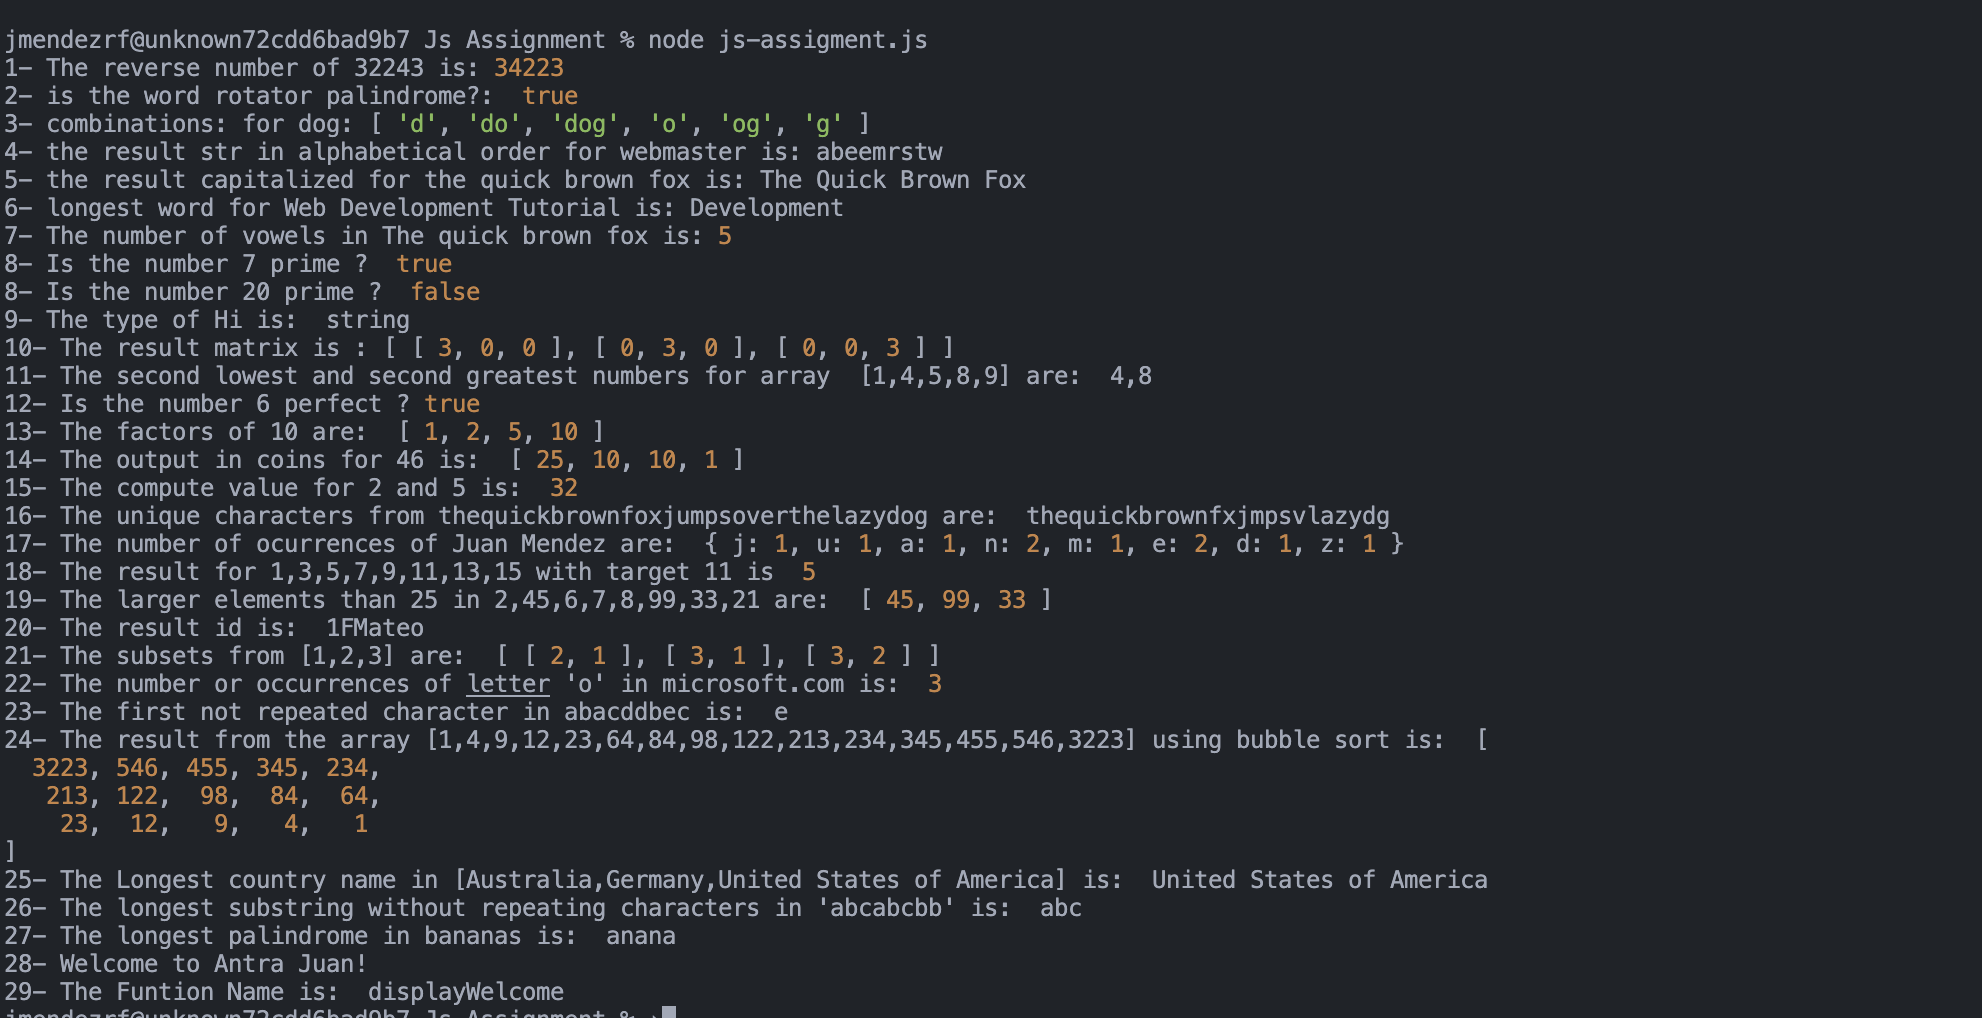 jmendezrf@unknown72cdd6bad9b7 Js Assignment % node js-assigment.js
1- The reverse number of 32243 is: 34223
2- is the word rotator palindrome?:  true
3- combinations: for dog: [ 'd', 'do', 'dog', 'o', 'og', 'g' ]
4- the result str in alphabetical order for webmaster is: abeemrstw
5- the result capitalized for the quick brown fox is: The Quick Brown Fox
6- longest word for Web Development Tutorial is: Development
7- The number of vowels in The quick brown fox is: 5
8- Is the number 7 prime ?  true
8- Is the number 20 prime ?  false
9- The type of Hi is:  string
10- The result matrix is : [ [ 3, 0, 0 ], [ 0, 3, 0 ], [ 0, 0, 3 ] ]
11- The second lowest and second greatest numbers for array  [1,4,5,8,9] are:  4,8
12- Is the number 6 perfect ? true
13- The factors of 10 are:  [ 1, 2, 5, 10 ]
14- The output in coins for 46 is:  [ 25, 10, 10, 1 ]
15- The compute value for 2 and 5 is:  32
16- The unique characters from thequickbrownfoxjumpsoverthelazydog are:  thequickbrownfxjmpsvlazydg
17- The number of ocurrences of Juan Mendez are:  { j: 1, u: 1, a: 1, n: 2, m: 1, e: 2, d: 1, z: 1 }
18- The result for 1,3,5,7,9,11,13,15 with target 11 is  5
19- The larger elements than 25 in 2,45,6,7,8,99,33,21 are:  [ 45, 99, 33 ]
20- The result id is:  1FMateo
21- The subsets from [1,2,3] are:  [ [ 2, 1 ], [ 3, 1 ], [ 3, 2 ] ]
22- The number or occurrences of letter 'o' in microsoft.com is:  3
23- The first not repeated character in abacddbec is:  e
24- The result from the array [1,4,9,12,23,64,84,98,122,213,234,345,455,546,3223] using bubble sort is:  [
  3223, 546, 455, 345, 234,
   213, 122,  98,  84,  64,
    23,  12,   9,   4,   1
]
25- The Longest country name in [Australia,Germany,United States of America] is:  United States of America
26- The longest substring without repeating characters in 'abcabcbb' is:  abc
27- The longest palindrome in bananas is:  anana
28- Welcome to Antra Juan!
29- The Funtion Name is:  displayWelcome
jmendezrf@unknown72cdd6bad9b7 Js Assignment %